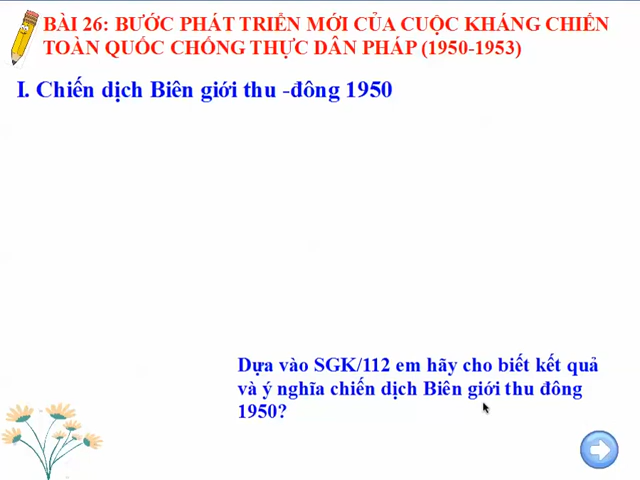 BÀI 26: BƯỚC PHÁT TRIỂN MỚI CỦA CUỘC KHÁNG CHIẾN
TOÀN QUỐC CHỐNG THỰC DÂN PHÁP (1950-1953)
I. Chiến dịch Biên giới thu -đông 1950
Dựa vào SGK/112 em hãy cho biết kết quả
và ý nghĩa chiến dịch Biên giới thu đông
1950?